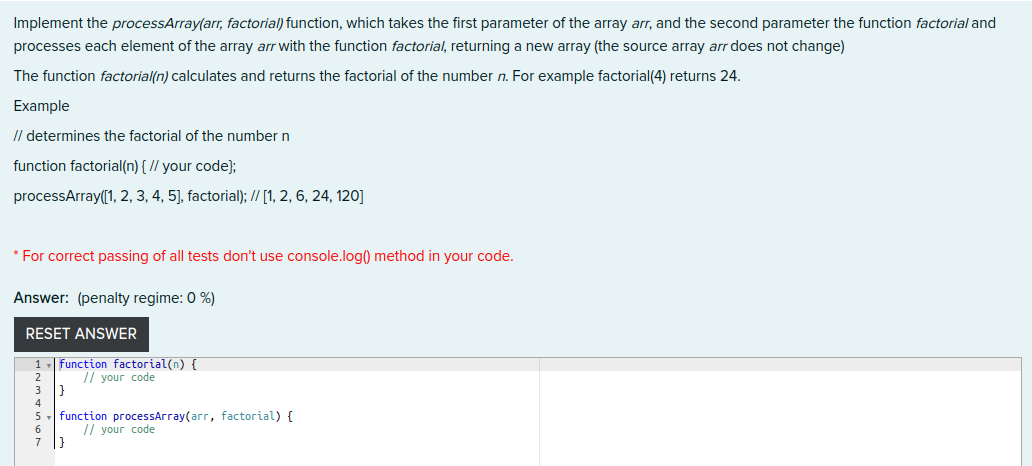 Implement the processArray(arr, factorial) function, which takes the first parameter of the array arr, and the second parameter the function factorial and
processes each element of the array arr with the function factorial, returning a new array (the source array arr does not change)
The function factorial(n) calculates and returns the factorial of the number n. For example factorial(4) returns 24.
Example
// determines the factorial of the number n
function factorial(n) { // your code};
processArray([1, 2, 3, 4, 5], factorial); // [1, 2, 6, 24, 120]
* For correct passing of all tests don't use console.log() method in your code.
Answer: (penalty regime: 0 %)
RESET ANSWER
1 function factorial(n) {
2 // your code
3 }
4
5 function processArray(arr, factorial) {
6 // your code
7 }